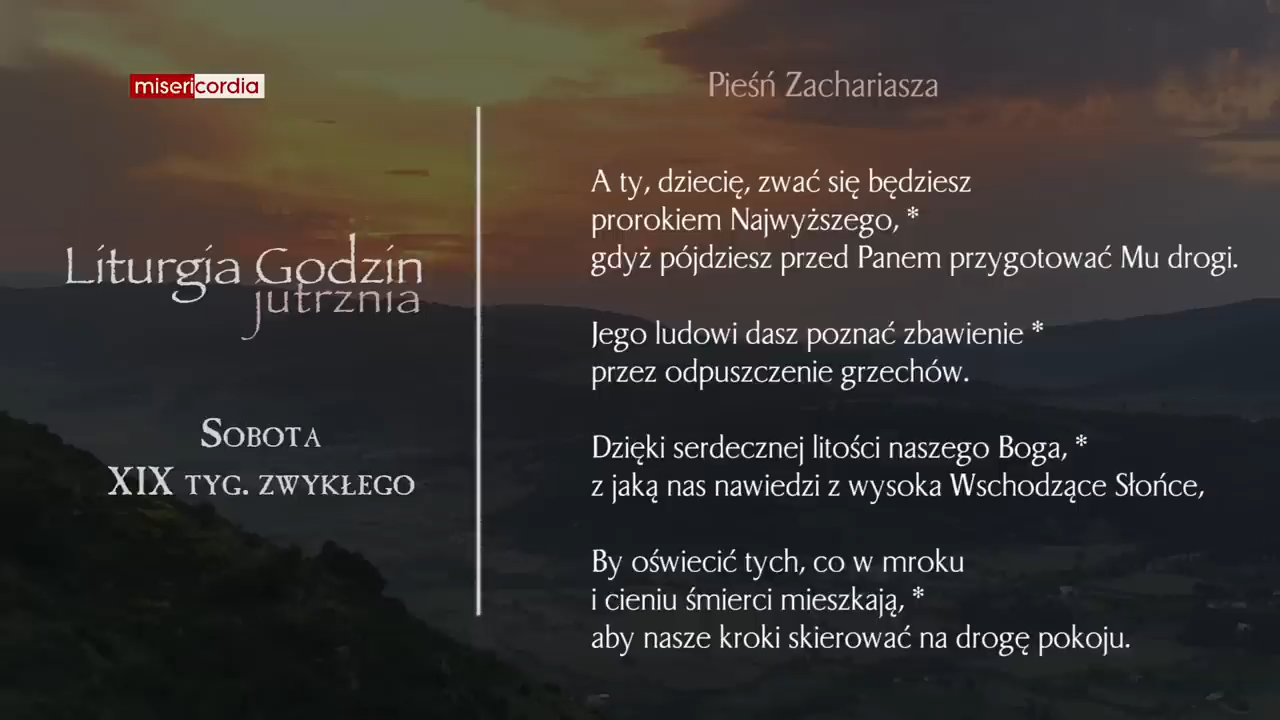 misericordia
Liturgia Godzin
jutrznia
Sobota
XIX tyg. zwykłego
Pieśń Zachariasza
A ty, dziecię, zwać się będziesz
prorokiem Najwyższego, *
gdyż pójdziesz przed Panem przygotować Mu drogi.
Jego ludowi dasz poznać zbawienie *
przez odpuszczenie grzechów.
Dzięki serdecznej litości naszego Boga, *
z jaką nas nawiedzi z wysoka Wschodzące Słońce,
By oświecić tych, co w mroku
i cieniu śmierci mieszkają, *
aby nasze kroki skierować na drogę pokoju.